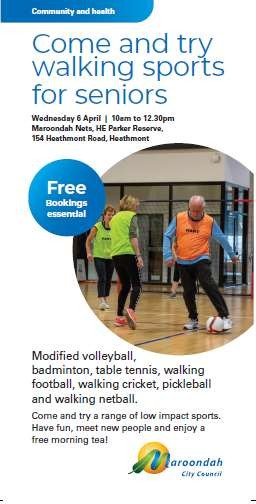 Community and health
Come and try
walking sports
for seniors
Wednesday 6 April | 10am to 12.30pm
Maroondah Nets, HE Parker Reserve,
154 Heathmont Road, Heathmont
Free
Bookings
essential
HART
Modified volleyball,
badminton, table tennis, walking
football, walking cricket, pickleball
and walking netball.
Come and try a range of low impact sports.
Have fun, meet new people and enjoy a
free morning tea!
Maroondah
City Council